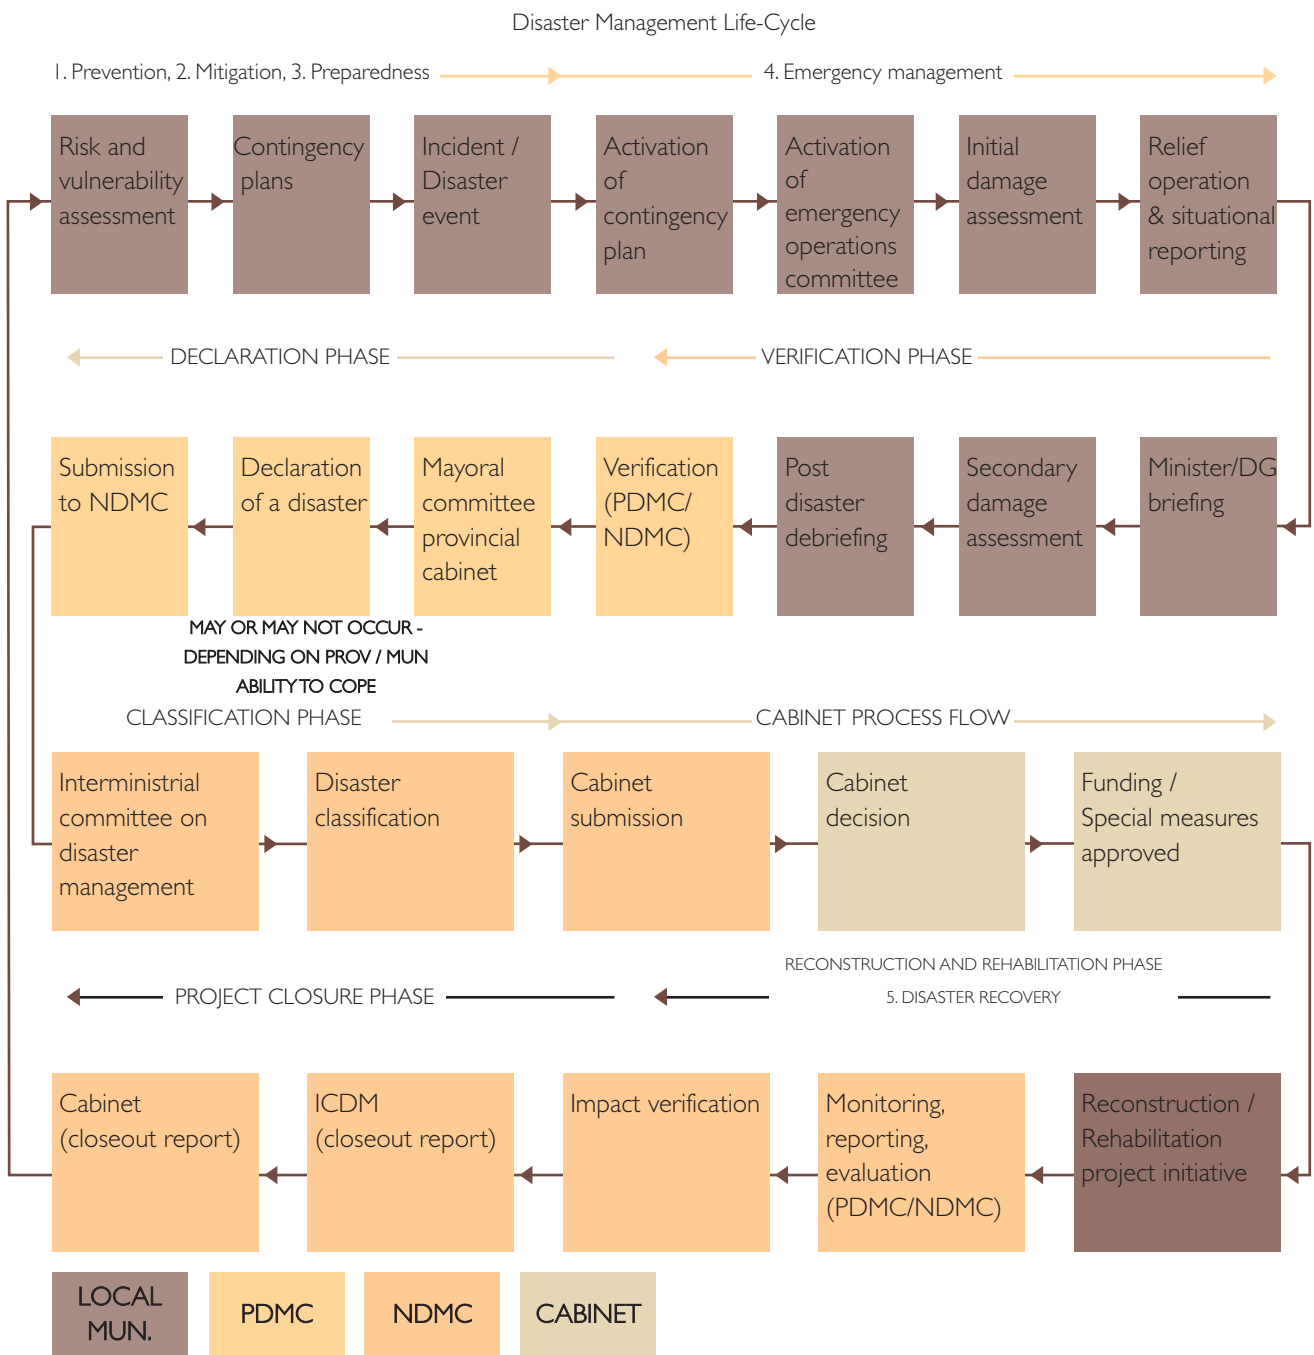 Disaster Management Life-Cycle
1. Prevention, 2. Mitigation, 3. Preparedness
4. Emergency management
Risk and
vulnerability
assessment
Contingency
plans
Incident /
Disaster
event
Activation
of
contingency
plan
Activation
of
emergency
operations
committee
Initial
damage
assessment
Relief
operation
& situational
reporting
DECLARATION PHASE
VERIFICATION PHASE
Submission
to NDMC
Declaration
of a disaster
Mayoral
committee
provincial
cabinet
Verification
(PDMC/
NDMC)
Post
disaster
debriefing
Secondary
damage
assessment
Minister/DG
briefing
MAY OR MAY NOT OCCUR -
DEPENDING ON PROV / MUN
ABILITY TO COPE
CLASSIFICATION PHASE
CABINET PROCESS FLOW
Interministrial
committee on
disaster
management
Disaster
classification
Cabinet
submission
Cabinet
decision
Funding /
Special measures
approved
PROJECT CLOSURE PHASE
RECONSTRUCTION AND REHABILITATION PHASE
5. DISASTER RECOVERY
Cabinet
(closeout report)
ICDM
(closeout report)
Impact verification
Monitoring,
reporting,
evaluation
(PDMC/NDMC)
Reconstruction /
Rehabilitation
project initiative
LOCAL
MUN.
PDMC
NDMC
CABINET